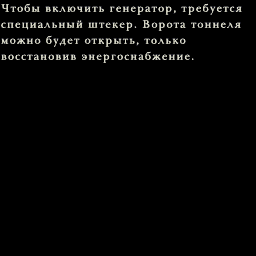 Чтобы включить генератор, требуется
специальный штекер. Ворота тоннеля
можно будет открыть, только
восстановив энергоснабжение.